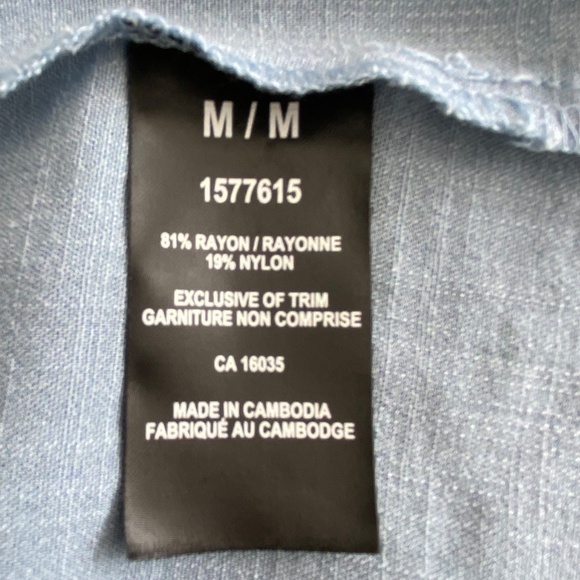 M / M
1577615
81% RAYON / RAYONNE
19% NYLON
EXCLUSIVE OF TRIM
GARNITURE NON COMPRISE
CA 16035
MADE IN CAMBODIA
FABRIQUÉ AU CAMBODGE